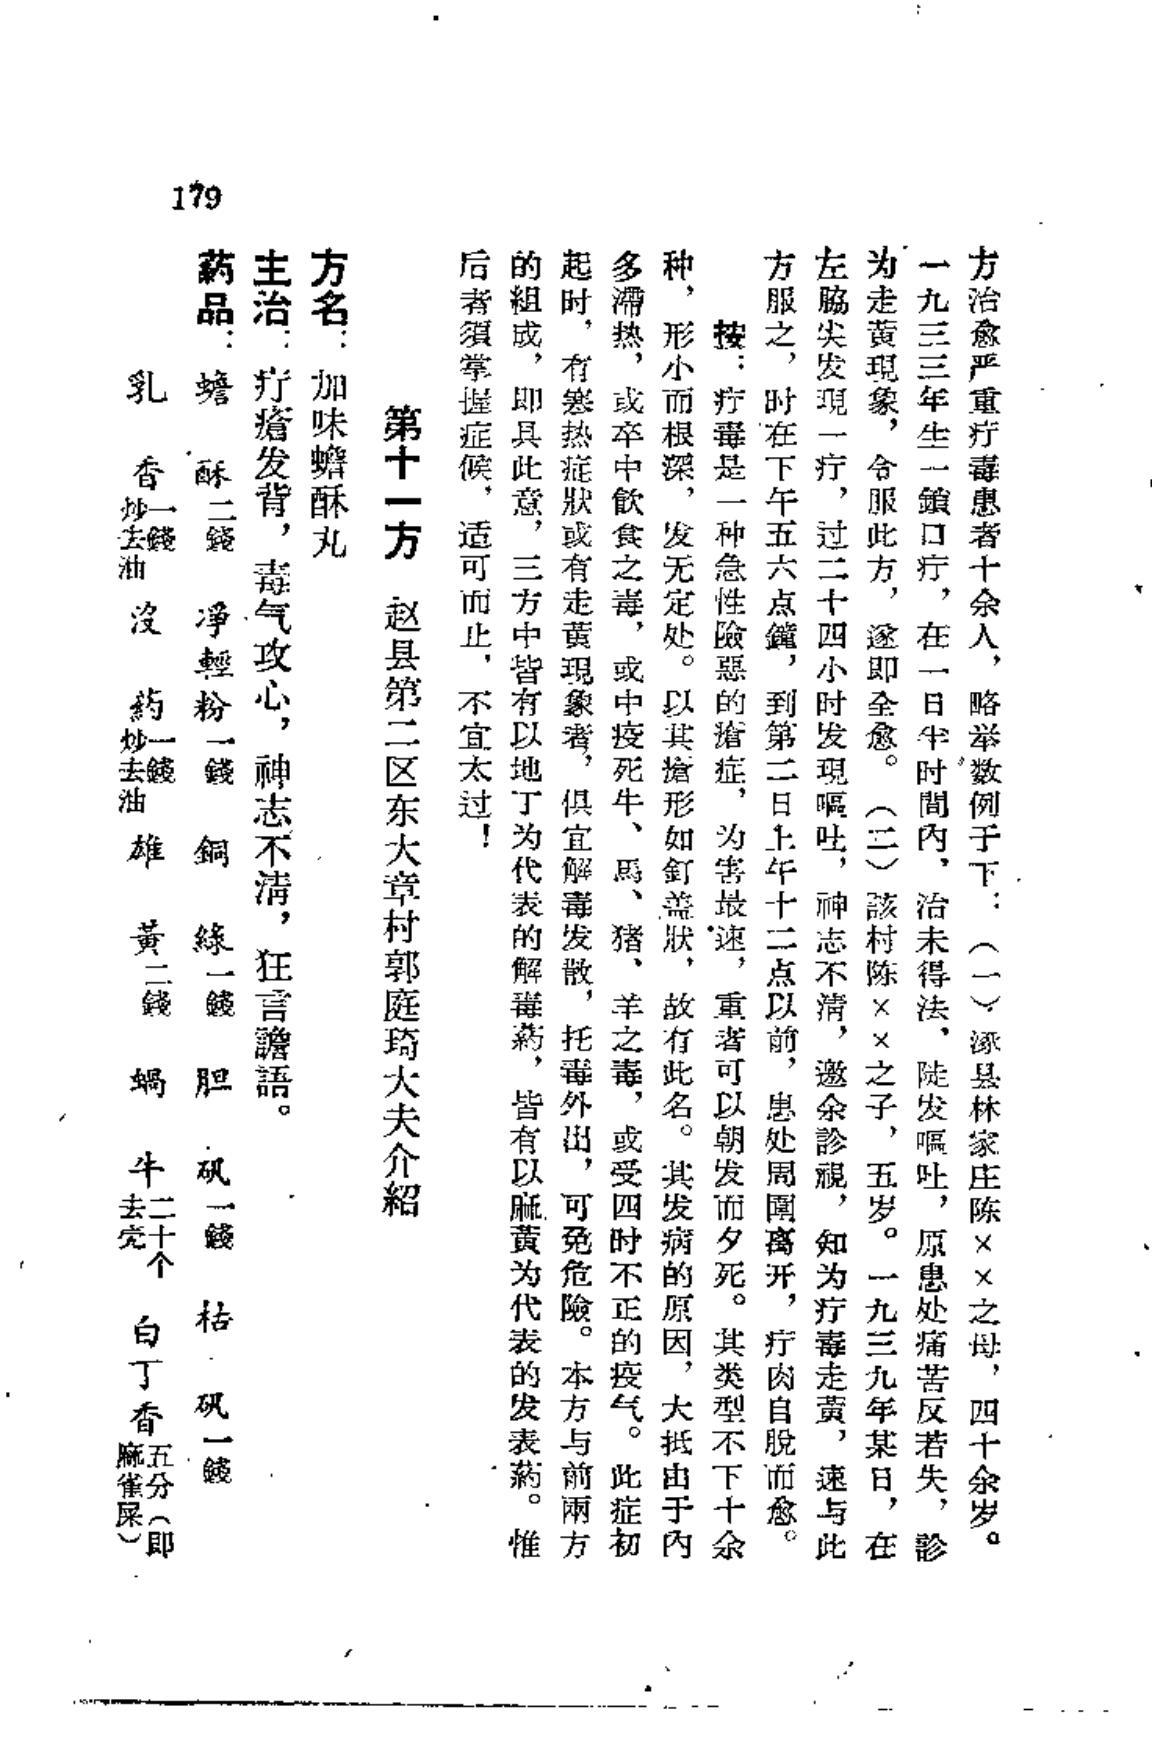 方治愈严重疔毒患者十余人，略举数例于下：（一）涿县林家庄陈××之母，四十余岁。
一九三三年生一鎖口疔，在一日半时間內，治未得法，陡发嘔吐，原患处痛苦反若失，診
为走黄現象，令服此方，遂即全愈。（二）該村陈××之子，五岁。一九三九年某日，在
左脇尖发現一疔，过二十四小时发現嘔吐，神志不清，邀余診視，知为疔毒走黄，速与此
方服之，时在下午五六点鐘，到第二日上午十二点以前，患处周圍离开，疔肉自脫而愈。
按：疔毒是一种急性險惡的瘡症，为害最速，重者可以朝发而夕死。其类型不下十余
种，形小而根深，发无定处。以其瘡形如釘盖狀，故有此名。其发病的原因，大抵由于內
多滯热，或卒中飲食之毒，或中疫死牛、馬、猪、羊之毒，或受四时不正的疫气。此症初
起时，有寒热症狀或有走黄現象者，俱宜解毒发散，托毒外出，可免危險。本方与前兩方
的組成，即具此意，三方中皆有以地丁为代表的解毒葯，皆有以麻黄为代表的发表葯。惟
后者須掌握症候，适可而止，不宜太过！
第十一方　赵县第二区东大章村郭庭琦大夫介紹
方名：加味蟾酥丸
主治：疔瘡发背，毒气攻心，神志不清，狂言譫語。
葯品：蟾酥二錢　凈輕粉一錢　銅綠一錢　胆矾一錢　枯矾一錢
乳香一錢炒去油　沒葯一錢炒去油　雄黃二錢　蝸牛二十个去壳　白丁香五分（即麻雀屎）
179